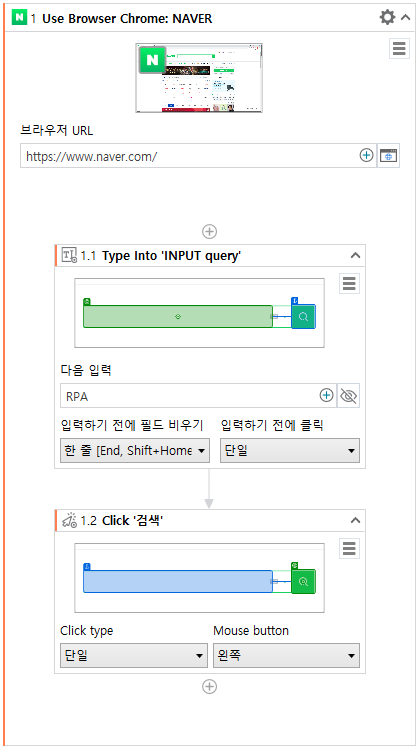 N 1 Use Browser Chrome: NAVER
N
브라우저 URL
https://www.naver.com/
1.1 Type Into 'INPUT query'
다음 입력
RPA
입력하기 전에 필드 비우기 입력하기 전에 클릭
한 줄 [End, Shift+Home 단일
1.2 Click '검색'
Click type Mouse button
단일 왼쪽